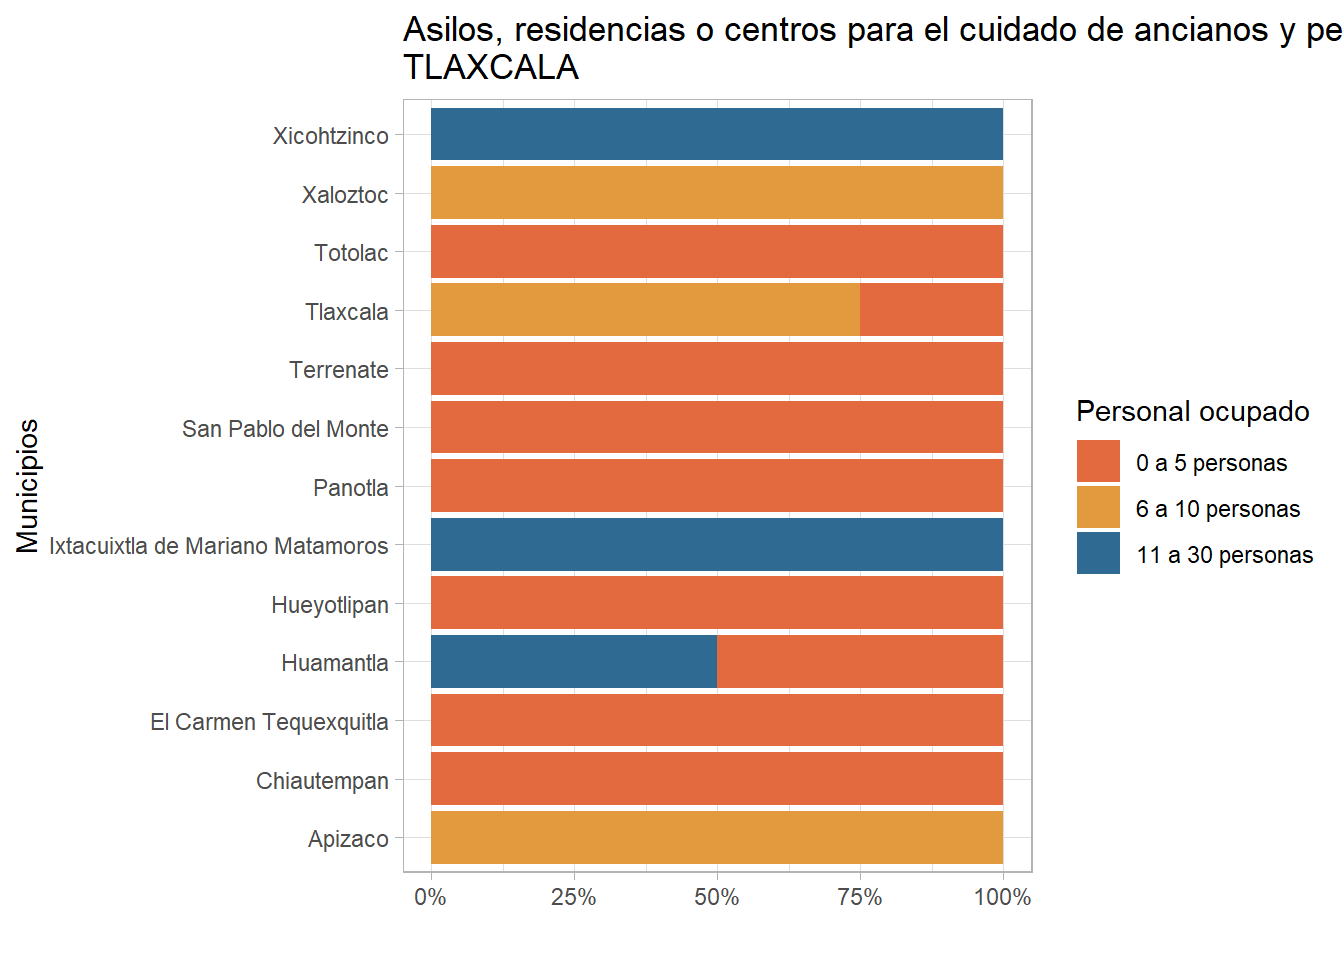 Asilos, residencias o centros para el cuidado de ancianos y pe
TLAXCALA
Municipios
Xicohtzinco
Xaloztoc
Totolac
Tlaxcala
Terrenate
San Pablo del Monte
Panotla
Ixtacuixtla de Mariano Matamoros
Hueyotlipan
Huamantla
El Carmen Tequexquitla
Chiautempan
Apizaco
0%
25%
50%
75%
100%
Personal ocupado
0 a 5 personas
6 a 10 personas
11 a 30 personas